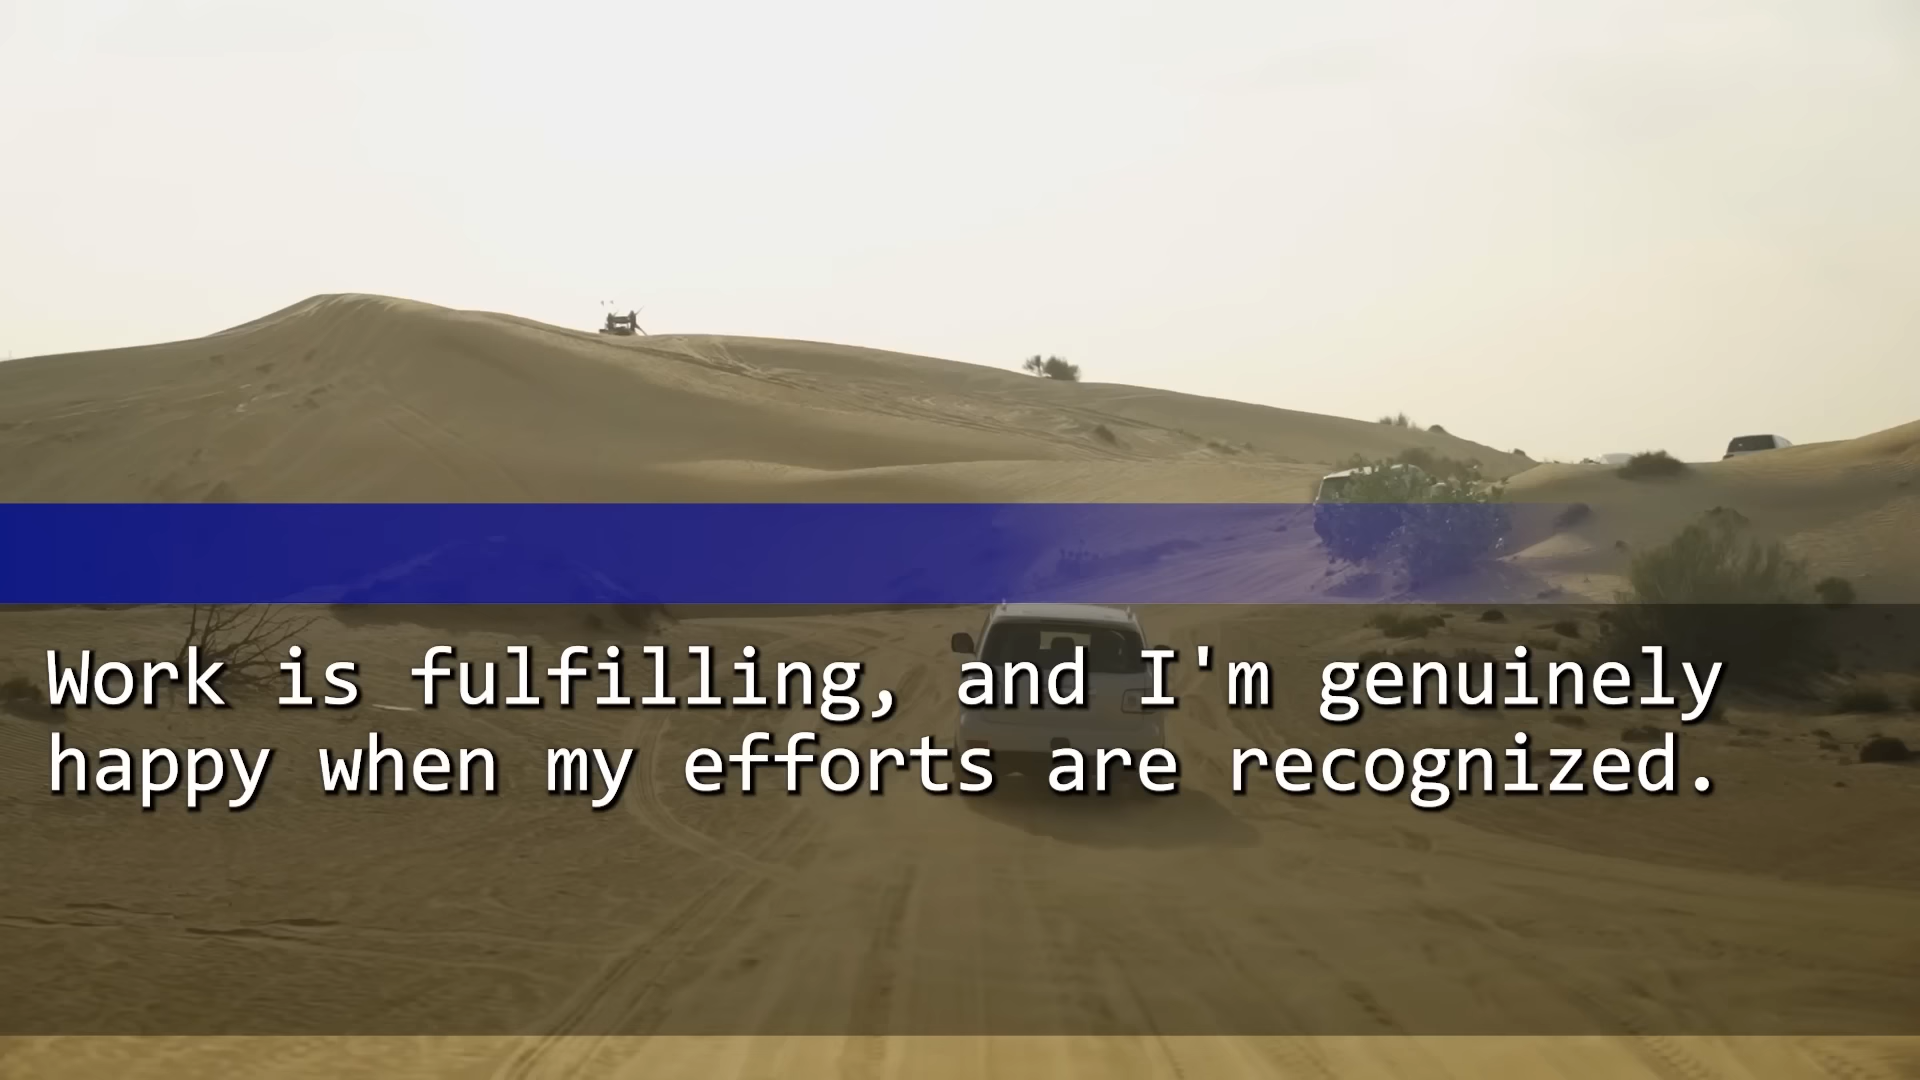 Work is fulfilling, and I'm genuinely
happy when my efforts are recognized.